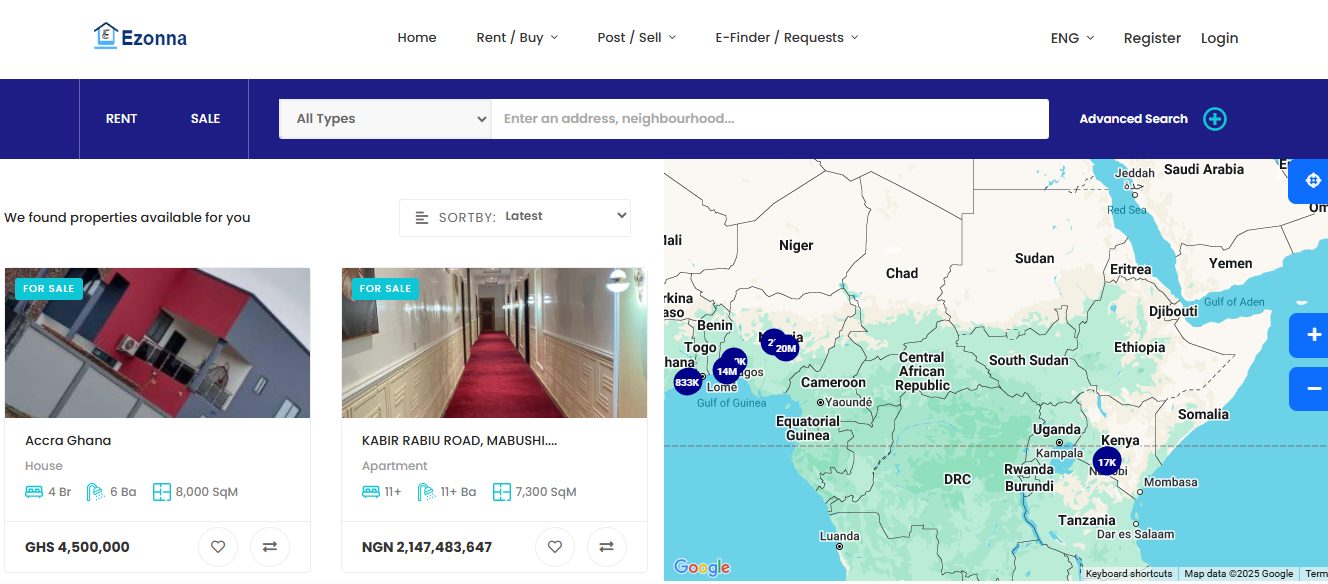 Ezonna
Home
Rent / Buy
Post / Sell
E-Finder / Requests
ENG
Register
Login
RENT
SALE
All Types
Enter an address, neighbourhood...
Advanced Search
We found properties available for you
SORTBY: Latest
FOR SALE
Accra Ghana
House
4 Br
6 Ba
8,000 SqM
GHS 4,500,000
FOR SALE
KABIR RABIU ROAD, MABUSHI....
Apartment
11+
11+ Ba
7,300 SqM
NGN 2,147,483,647
Jeddah
جدة
Saudi Arabia
Red Sea
Niger
Chad
Sudan
Eritrea
Yemen
Gulf of Aden
Djibouti
Benin
Togo
20M
14M
833K
Lomé
Gulf of Guinea
Cameroon
Yaoundé
Central
African
Republic
South Sudan
Ethiopia
Equatorial
Guinea
Somalia
Uganda
Kampala
Kenya
17K
DRC
Rwanda
Burundi
Mombasa
Tanzania
Dar es Salaam
Luanda
Google
Keyboard shortcuts
Map data ©2025 Google
Term